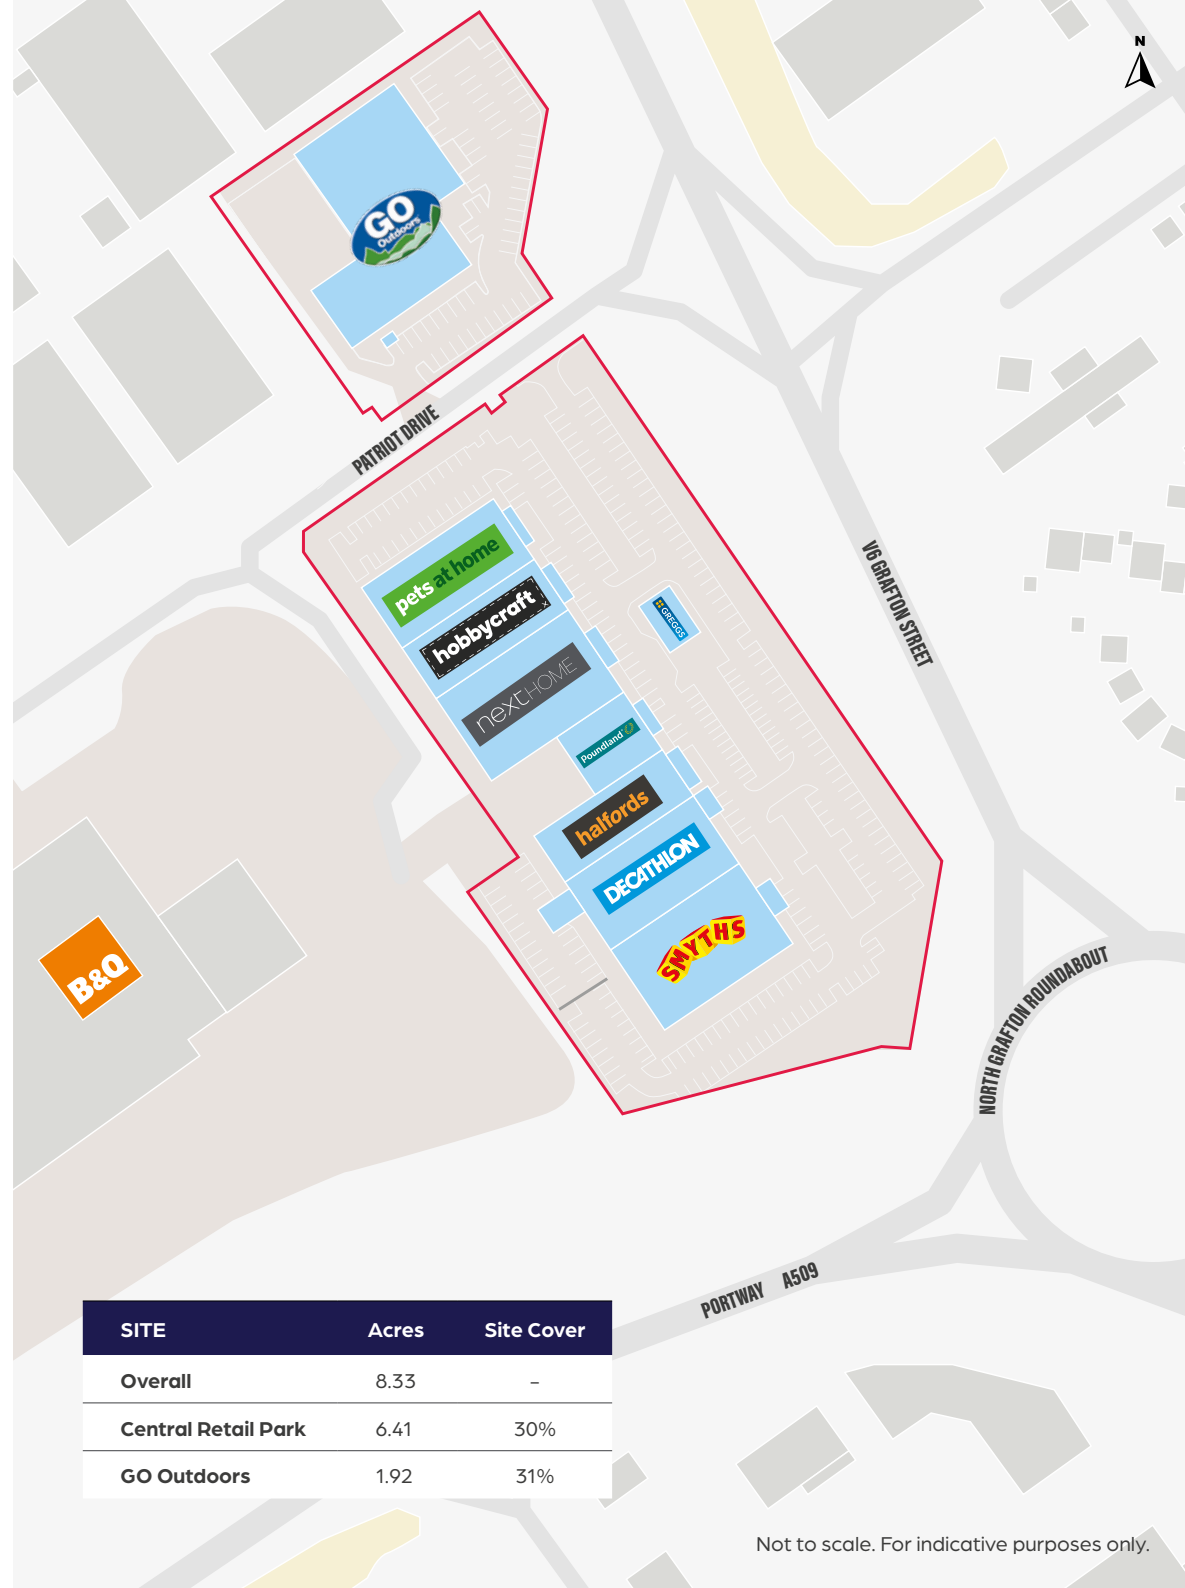 N
GO
Outdoors
PATRIOT DRIVE
pets at home
hobbycraft
nextHOME
GREGGS
V6 GRAFTON STREET
Poundland
halfords
DECATHLON
SMYTHS
B&Q
NORTH GRAFTON ROUNDABOUT
PORTWAY A509
SITE Acres Site Cover
Overall 8.33 -
Central Retail Park 6.41 30%
GO Outdoors 1.92 31%
Not to scale. For indicative purposes only.